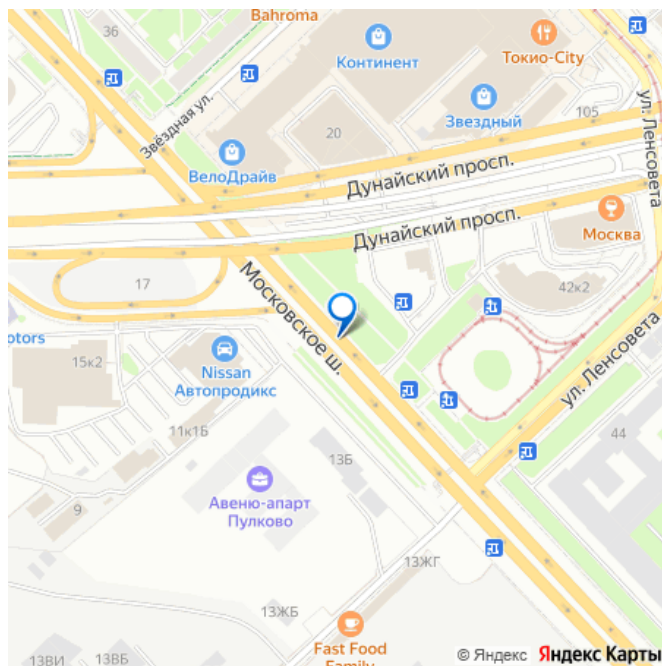 36
Bahroma
Континент
Токио-City
Звёздная ул.
20
Звездный
105
ул. Ленсовета
ВелоДрайв
Дунайский просп.
Дунайский просп.
Москва
17
Московское ш.
42к2
otors
15к2
Nissan
Автопродикс
ул. Ленсовета
11к1Б
13Б
44
9
Авеню-апарт
Пулково
13ЖГ
13ЖБ
Fast Food
Family
13ВИ
13ВБ
© Яндекс Яндекс Карты